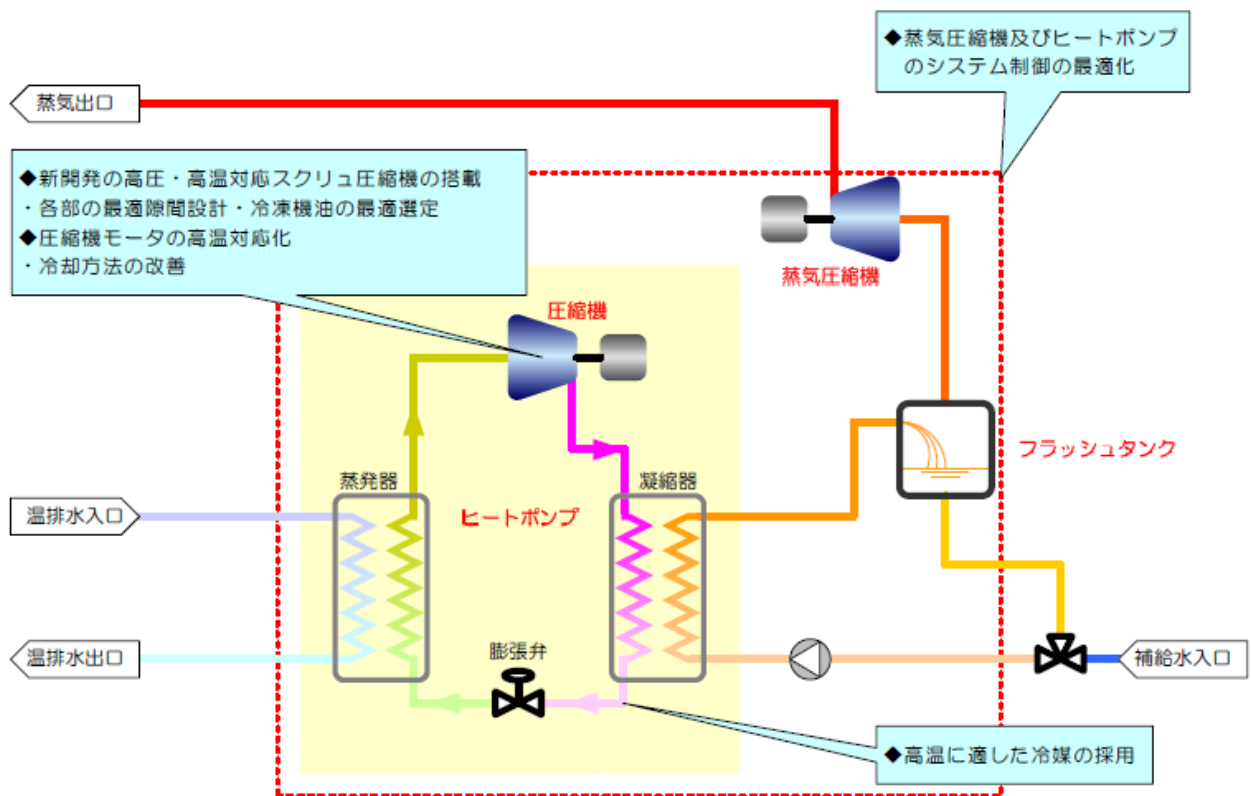 ◆蒸気圧縮機及びヒートポンプ
のシステム制御の最適化
蒸気出口
◆新開発の高圧・高温対応スクリュ圧縮機の搭載
・各部の最適隙間設計・冷凍機油の最適選定
◆圧縮機モータの高温対応化
・冷却方法の改善
蒸気圧縮機
圧縮機
フラッシュタンク
蒸発器
凝縮器
ヒートポンプ
温排水入口
膨張弁
温排水出口
補給水入口
◆高温に適した冷媒の採用